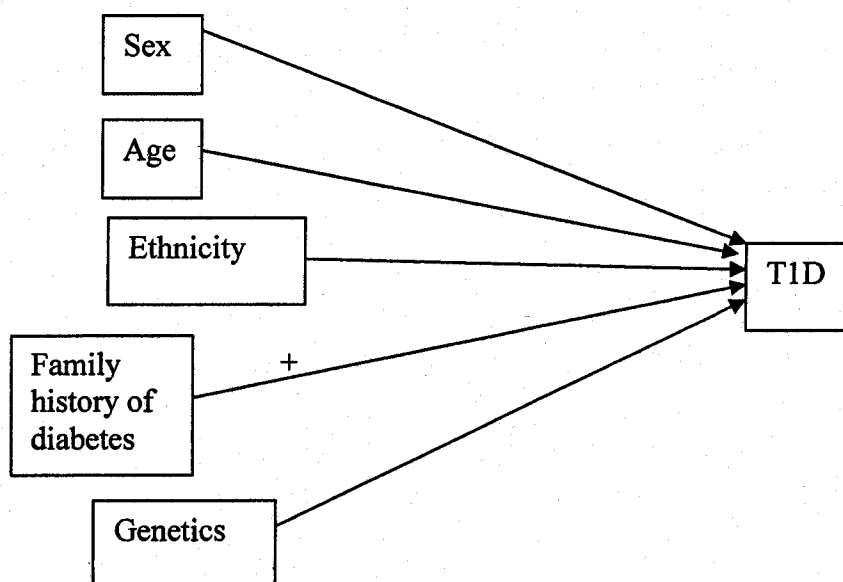 Sex
Age
Ethnicity
T1D
+
Family
history of
diabetes
Genetics